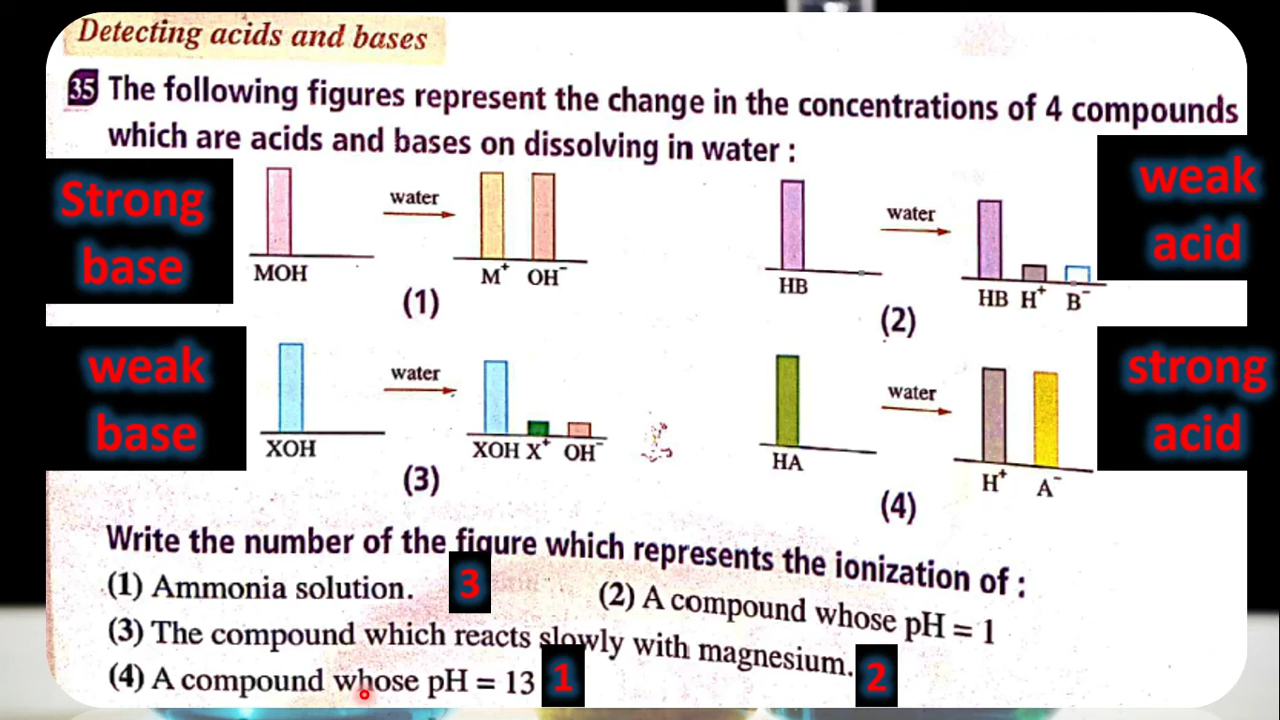 Detecting acids and bases
35 The following figures represent the change in the concentrations of 4 compounds
which are acids and bases on dissolving in water :
Strong
base
water
MOH
M⁺ OH⁻
(1)
weak
acid
water
HB
HB H⁺ B⁻
(2)
weak
base
water
XOH
XOH X⁺ OH⁻
(3)
strong
acid
water
HA
H⁺ A⁻
(4)
Write the number of the figure which represents the ionization of :
(1) Ammonia solution. 3
(2) A compound whose pH = 1
(3) The compound which reacts slowly with magnesium. 2
(4) A compound whose pH = 13 1